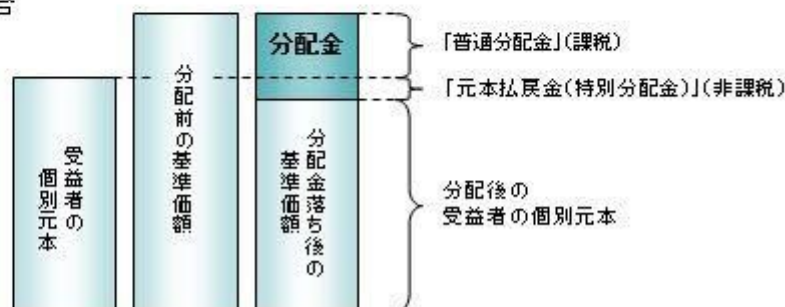 分配金
「普通分配金」(課税)
「元本払戻金(特別分配金)」(非課税)
受益者の
個別元本
分配前の基準価額
分配金落ち後の
基準価額
分配後の
受益者の個別元本